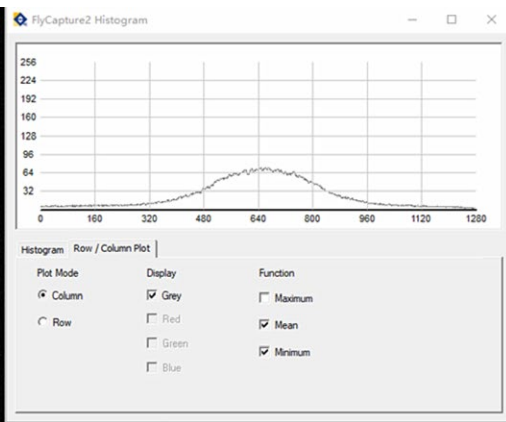 FlyCapture2 Histogram
256
224
192
160
128
96
64
32
0 160 320 480 640 800 960 1120 1280
Histogram Row / Column Plot
Plot Mode Display Function
Column Grey Maximum
Row Red Mean
Green Minimum
Blue